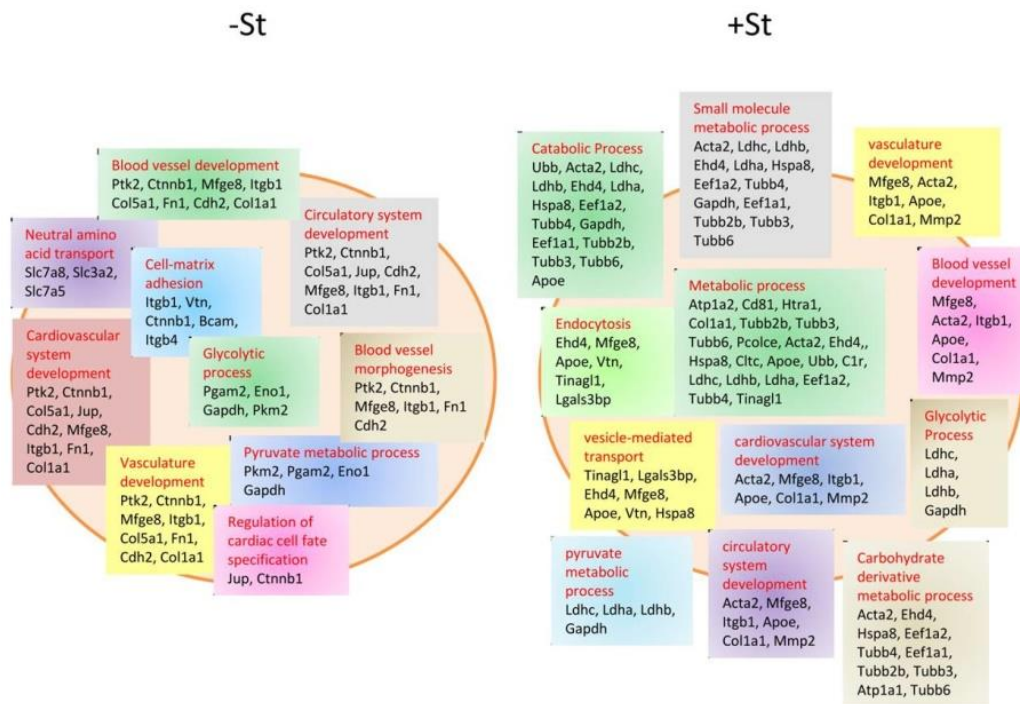 -St
Blood vessel development
Ptk2, Ctnnb1, Mfge8, Itgb1
Col5a1, Fn1, Cdh2, Col1a1
Neutral amino
acid transport
Slc7a8, Slc3a2,
Slc7a5
Cell-matrix
adhesion
Itgb1, Vtn,
Ctnnb1, Bcam,
Itgb4
Circulatory system
development
Ptk2, Ctnnb1,
Col5a1, Jup, Cdh2,
Mfge8, Itgb1, Fn1,
Col1a1
Cardiovascular
system
development
Ptk2, Ctnnb1,
Col5a1, Jup,
Cdh2, Mfge8,
Itgb1, Fn1,
Col1a1
Glycolytic
process
Pgam2, Eno1,
Gapdh, Pkm2
Blood vessel
morphogenesis
Ptk2, Ctnnb1,
Mfge8, Itgb1, Fn1
Cdh2
Vasculature
development
Ptk2, Ctnnb1,
Mfge8, Itgb1,
Col5a1, Fn1,
Cdh2, Col1a1
Pyruvate metabolic process
Pkm2, Pgam2, Eno1
Gapdh
Regulation of
cardiac cell fate
specification
Jup, Ctnnb1
+St
Catabolic Process
Ubb, Acta2, Ldhc,
Ldhb, Ehd4, Ldha,
Hspa8, Eef1a2,
Tubb4, Gapdh,
Eef1a1, Tubb2b,
Tubb3, Tubb6,
Apoe
Small molecule
metabolic process
Acta2, Ldhc, Ldhb,
Ehd4, Ldha, Hspa8,
Eef1a2, Tubb4,
Gapdh, Eef1a1,
Tubb2b, Tubb3,
Tubb6
vasculature
development
Mfge8, Acta2,
Itgb1, Apoe,
Col1a1, Mmp2
Endocytosis
Ehd4, Mfge8,
Apoe, Vtn,
Tinagl1,
Lgals3bp
Metabolic process
Atp1a2, Cd81, Htra1,
Col1a1, Tubb2b, Tubb3,
Tubb6, Pcolce, Acta2, Ehd4,,
Hspa8, Cltc, Apoe, Ubb, C1r,
Ldhc, Ldhb, Ldha, Eef1a2,
Tubb4, Tinagl1
Blood vessel
development
Mfge8,
Acta2, Itgb1,
Apoe,
Col1a1,
Mmp2
vesicle-mediated
transport
Tinagl1, Lgals3bp,
Ehd4, Mfge8,
Apoe, Vtn, Hspa8
cardiovascular system
development
Acta2, Mfge8, Itgb1,
Apoe, Col1a1, Mmp2
Glycolytic
Process
Ldhc,
Ldha,
Ldhb,
Gapdh
pyruvate
metabolic
process
Ldhc, Ldha, Ldhb,
Gapdh
circulatory
system
development
Acta2, Mfge8,
Itgb1, Apoe,
Col1a1, Mmp2
Carbohydrate
derivative
metabolic process
Acta2, Ehd4,
Hspa8, Eef1a2,
Tubb4, Eef1a1,
Tubb2b, Tubb3,
Atp1a1, Tubb6